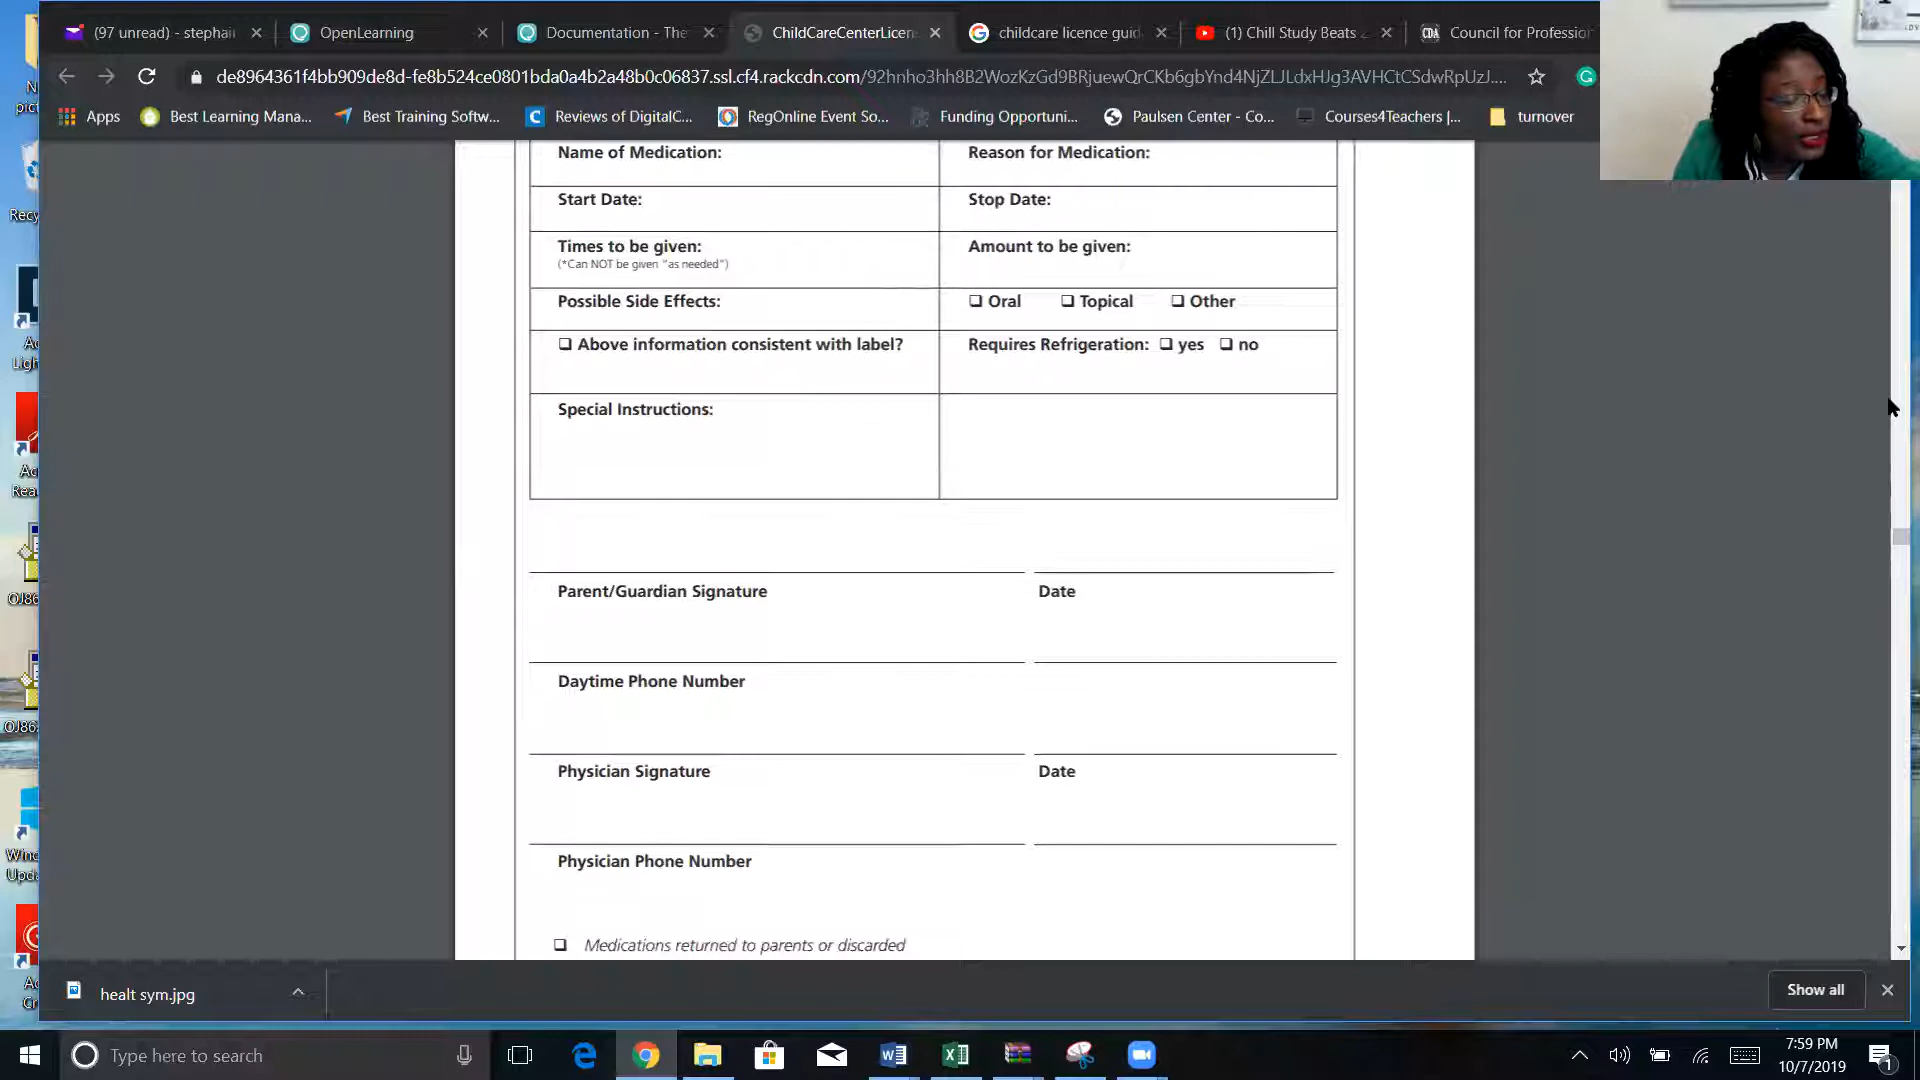 (97 unread) - stephai
OpenLearning
Documentation - The
ChildCareCenterLicen
childcare licence guid
(1) Chill Study Beats
CDA
Council for Profession
de8964361f4bb909de8d-fe8b524ce0801bda0a4b2a48b0c06837.ssl.cf4.rackcdn.com/92hnho3hh8B2WozKzGd9BRjuewQrCKb6gbYnd4NjZLJLdxHJg3AVHCtCSdwRpUzJ....
Apps
Best Learning Mana...
Best Training Softw...
Reviews of DigitalC...
RegOnline Event So...
Funding Opportuni...
Paulsen Center - Co...
Courses4Teachers |...
turnover
Name of Medication:
Reason for Medication:
Start Date:
Stop Date:
Times to be given:
(*Can NOT be given "as needed")
Amount to be given:
Possible Side Effects:
❑ Oral ❑ Topical ❑ Other
❑ Above information consistent with label?
Requires Refrigeration: ❑ yes ❑ no
Special Instructions:
Parent/Guardian Signature
Date
Daytime Phone Number
Physician Signature
Date
Physician Phone Number
❑ Medications returned to parents or discarded
healt sym.jpg
Show all
Type here to search
7:59 PM
10/7/2019
1